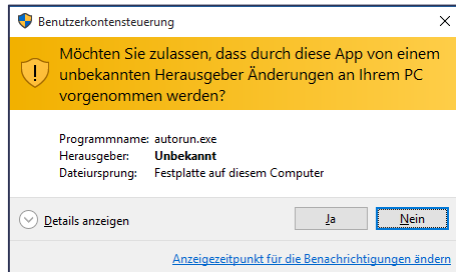 Benutzerkontensteuerung
Möchten Sie zulassen, dass durch diese App von einem
unbekannten Herausgeber Änderungen an Ihrem PC
vorgenommen werden?
Programmname: autorun.exe
Herausgeber: Unbekannt
Dateiursprung: Festplatte auf diesem Computer
Details anzeigen
Ja
Nein
Anzeigezeitpunkt für die Benachrichtigungen ändern